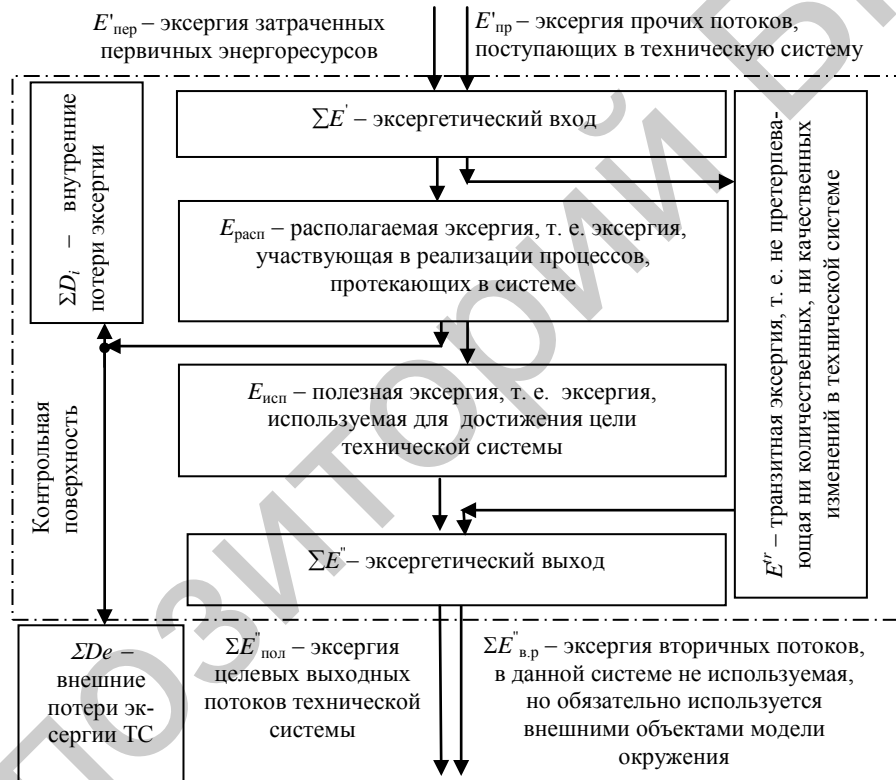 E'пер – эксергия затраченных
первичных энергоресурсов
E'пр – эксергия прочих потоков,
поступающих в техническую систему
ΣDi – внутренние
потери эксергии
∑E' – эксергетический вход
Eрасп – располагаемая эксергия, т. е. эксергия,
участвующая в реализации процессов,
протекающих в системе
Eисп – полезная эксергия, т. е. эксергия,
используемая для достижения цели
технической системы
∑E" – эксергетический выход
Etr – транзитная эксергия, т. е. не претерпева-
ющая ни количественных, ни качественных
изменений в технической системе
Контрольная
поверхность
ΣDe –
внешние
потери эк-
сергии ТС
ΣE"пол – эксергия
целевых выходных
потоков технической
системы
ΣE"в.р – эксергия вторичных потоков,
в данной системе не используемая,
но обязательно используется
внешними объектами модели
окружения
ПОЗИТОРИЙ